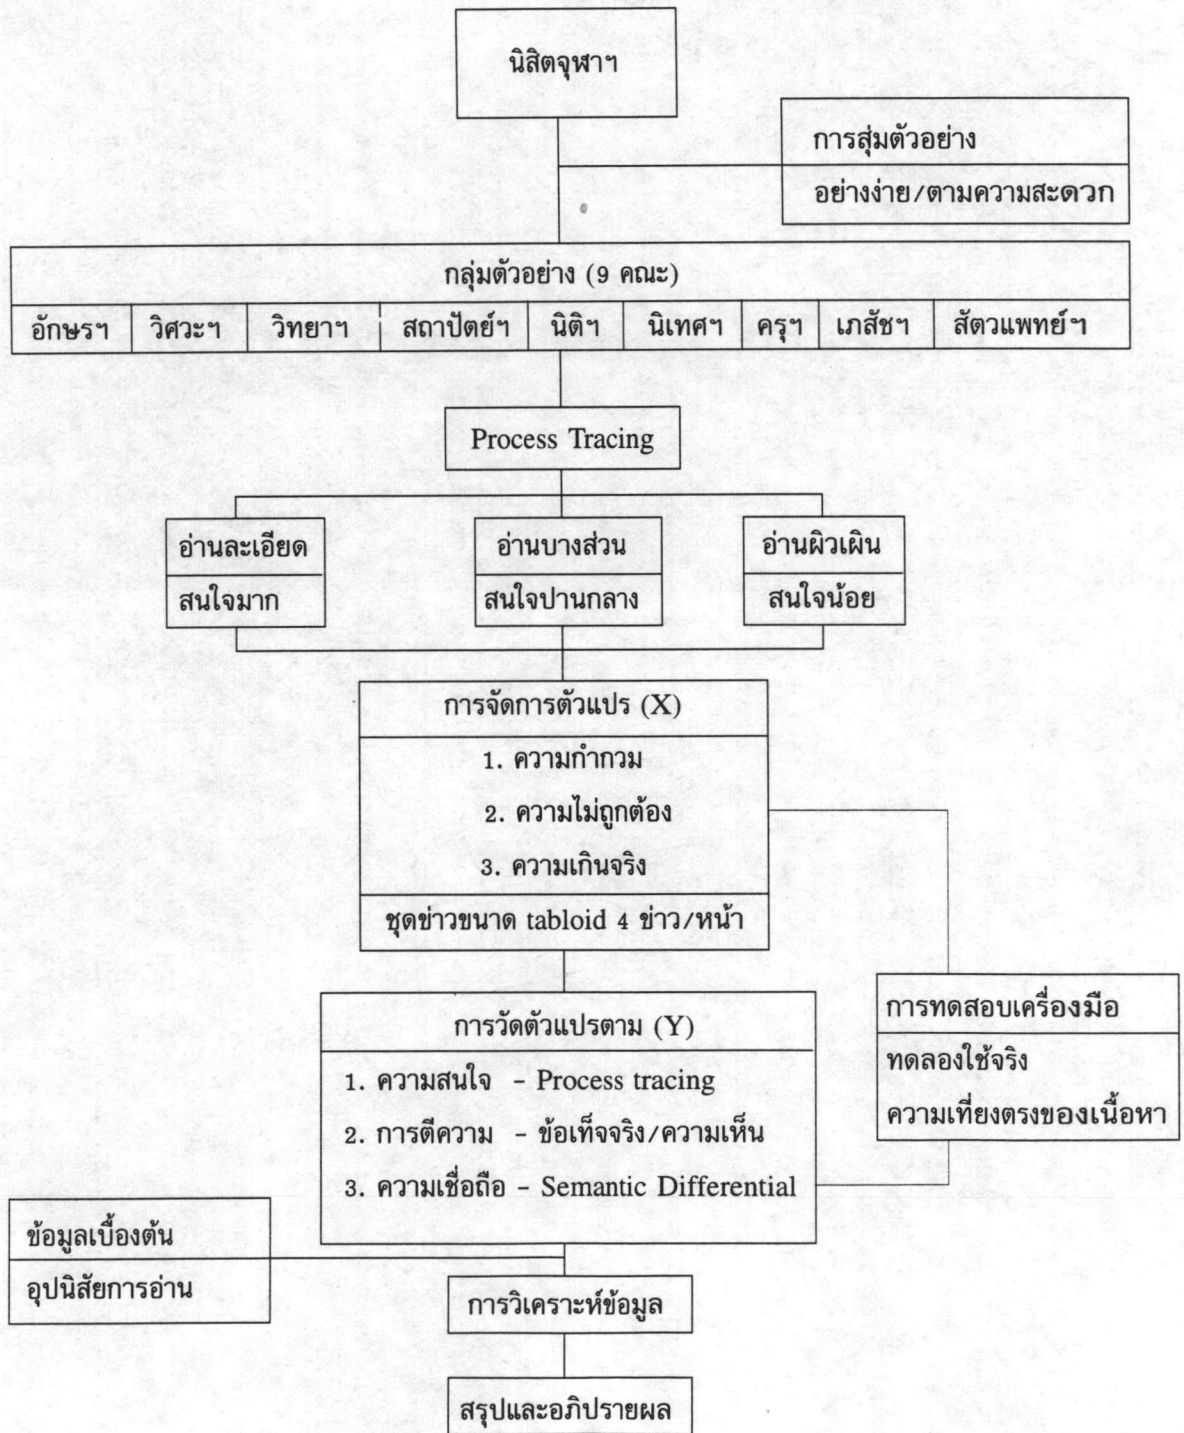 นิสิตจุฬาฯ
การสุ่มตัวอย่าง
อย่างง่าย/ตามความสะดวก
กลุ่มตัวอย่าง (9 คณะ)
อักษรฯ วิศวะฯ วิทยาฯ สถาปัตย์ฯ นิติฯ นิเทศฯ ครุฯ เภสัชฯ สัตวแพทย์ฯ
Process Tracing
อ่านละเอียด อ่านบางส่วน อ่านผิวเผิน
สนใจมาก สนใจปานกลาง สนใจน้อย
การจัดการตัวแปร (X)
1. ความกำกวม
2. ความไม่ถูกต้อง
3. ความเกินจริง
ชุดข่าวขนาด tabloid 4 ข่าว/หน้า
การทดสอบเครื่องมือ
ทดลองใช้จริง
ความเที่ยงตรงของเนื้อหา
การวัดตัวแปรตาม (Y)
1. ความสนใจ - Process tracing
2. การตีความ - ข้อเท็จจริง/ความเห็น
3. ความเชื่อถือ - Semantic Differential
ข้อมูลเบื้องต้น
อุปนิสัยการอ่าน
การวิเคราะห์ข้อมูล
สรุปและอภิปรายผล